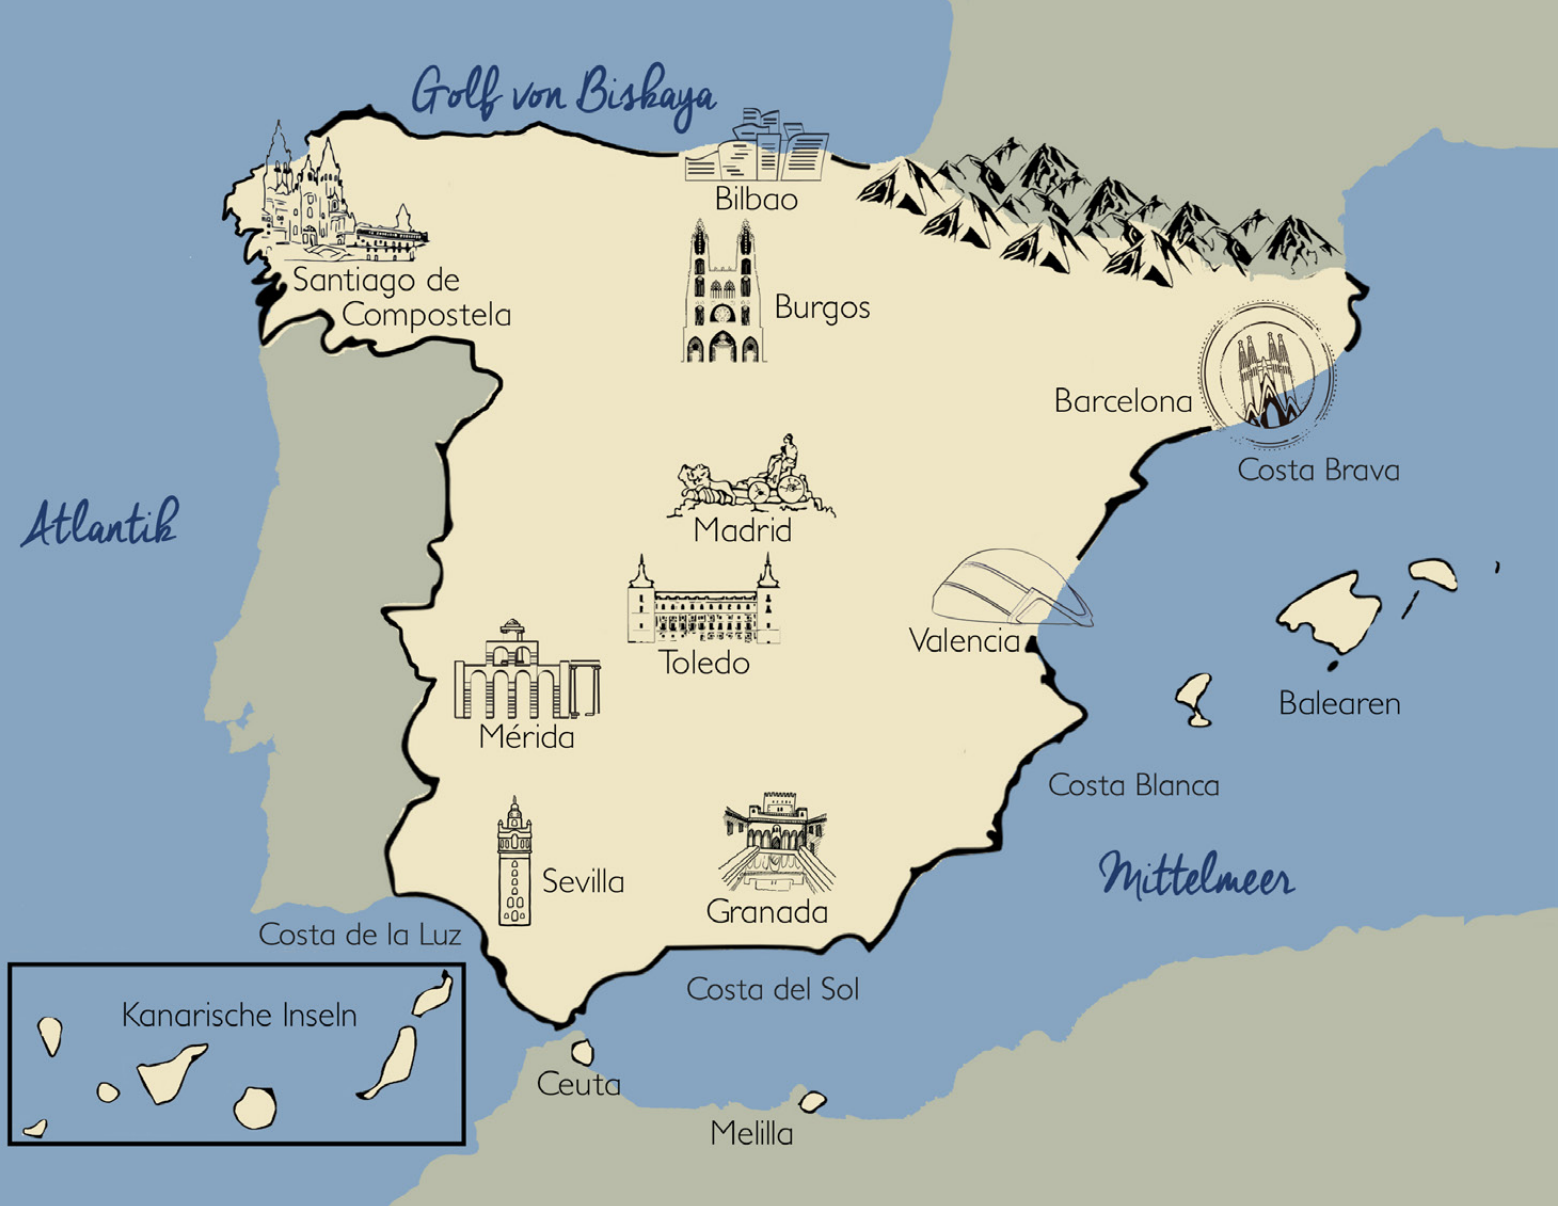 Golf von Biskaya
Bilbao
Santiago de
Compostela
Burgos
Barcelona
Costa Brava
Atlantik
Madrid
Valencia
Toledo
Balearen
Mérida
Costa Blanca
Mittelmeer
Sevilla
Granada
Costa de la Luz
Costa del Sol
Kanarische Inseln
Ceuta
Melilla